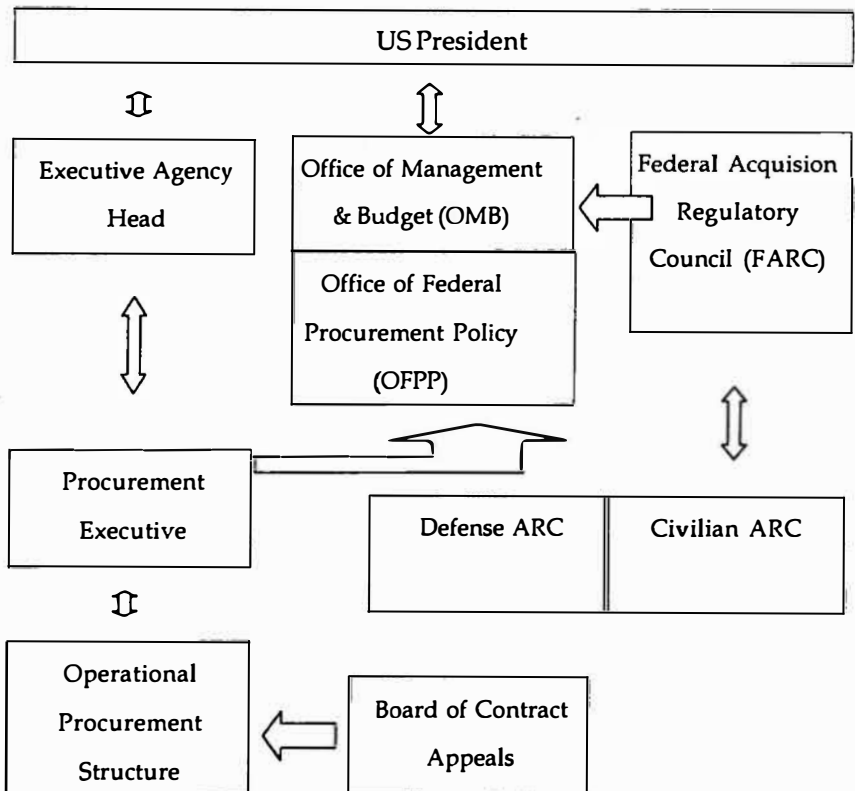 US President
Executive Agency
Head
Office of Management
& Budget (OMB)
Federal Acquision
Regulatory
Council (FARC)
Office of Federal
Procurement Policy
(OFPP)
Procurement
Executive
Defense ARC
Civilian ARC
Operational
Procurement
Structure
Board of Contract
Appeals